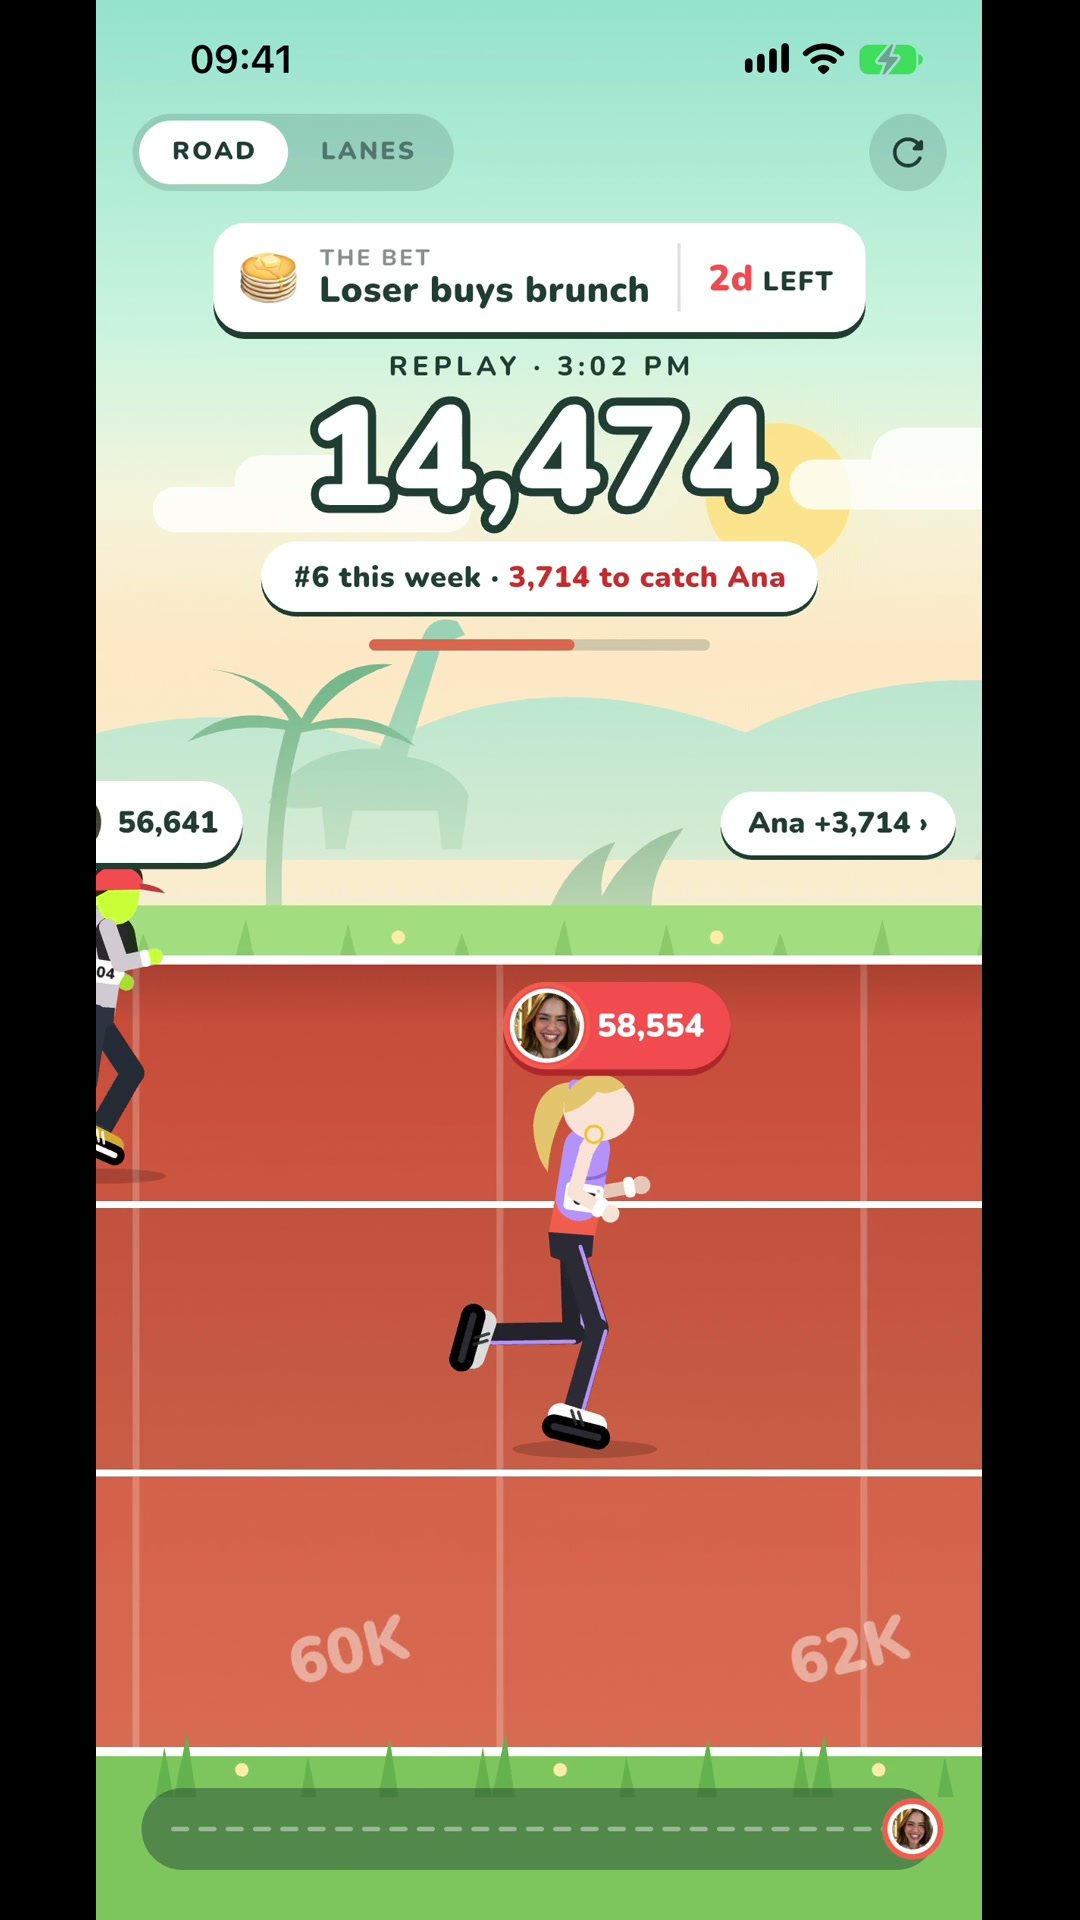 09:41
ROAD LANES
THE BET
Loser buys brunch
2d LEFT
REPLAY · 3:02 PM
14,474
#6 this week · 3,714 to catch Ana
56,641
Ana +3,714 ›
04
58,554
60K
62K